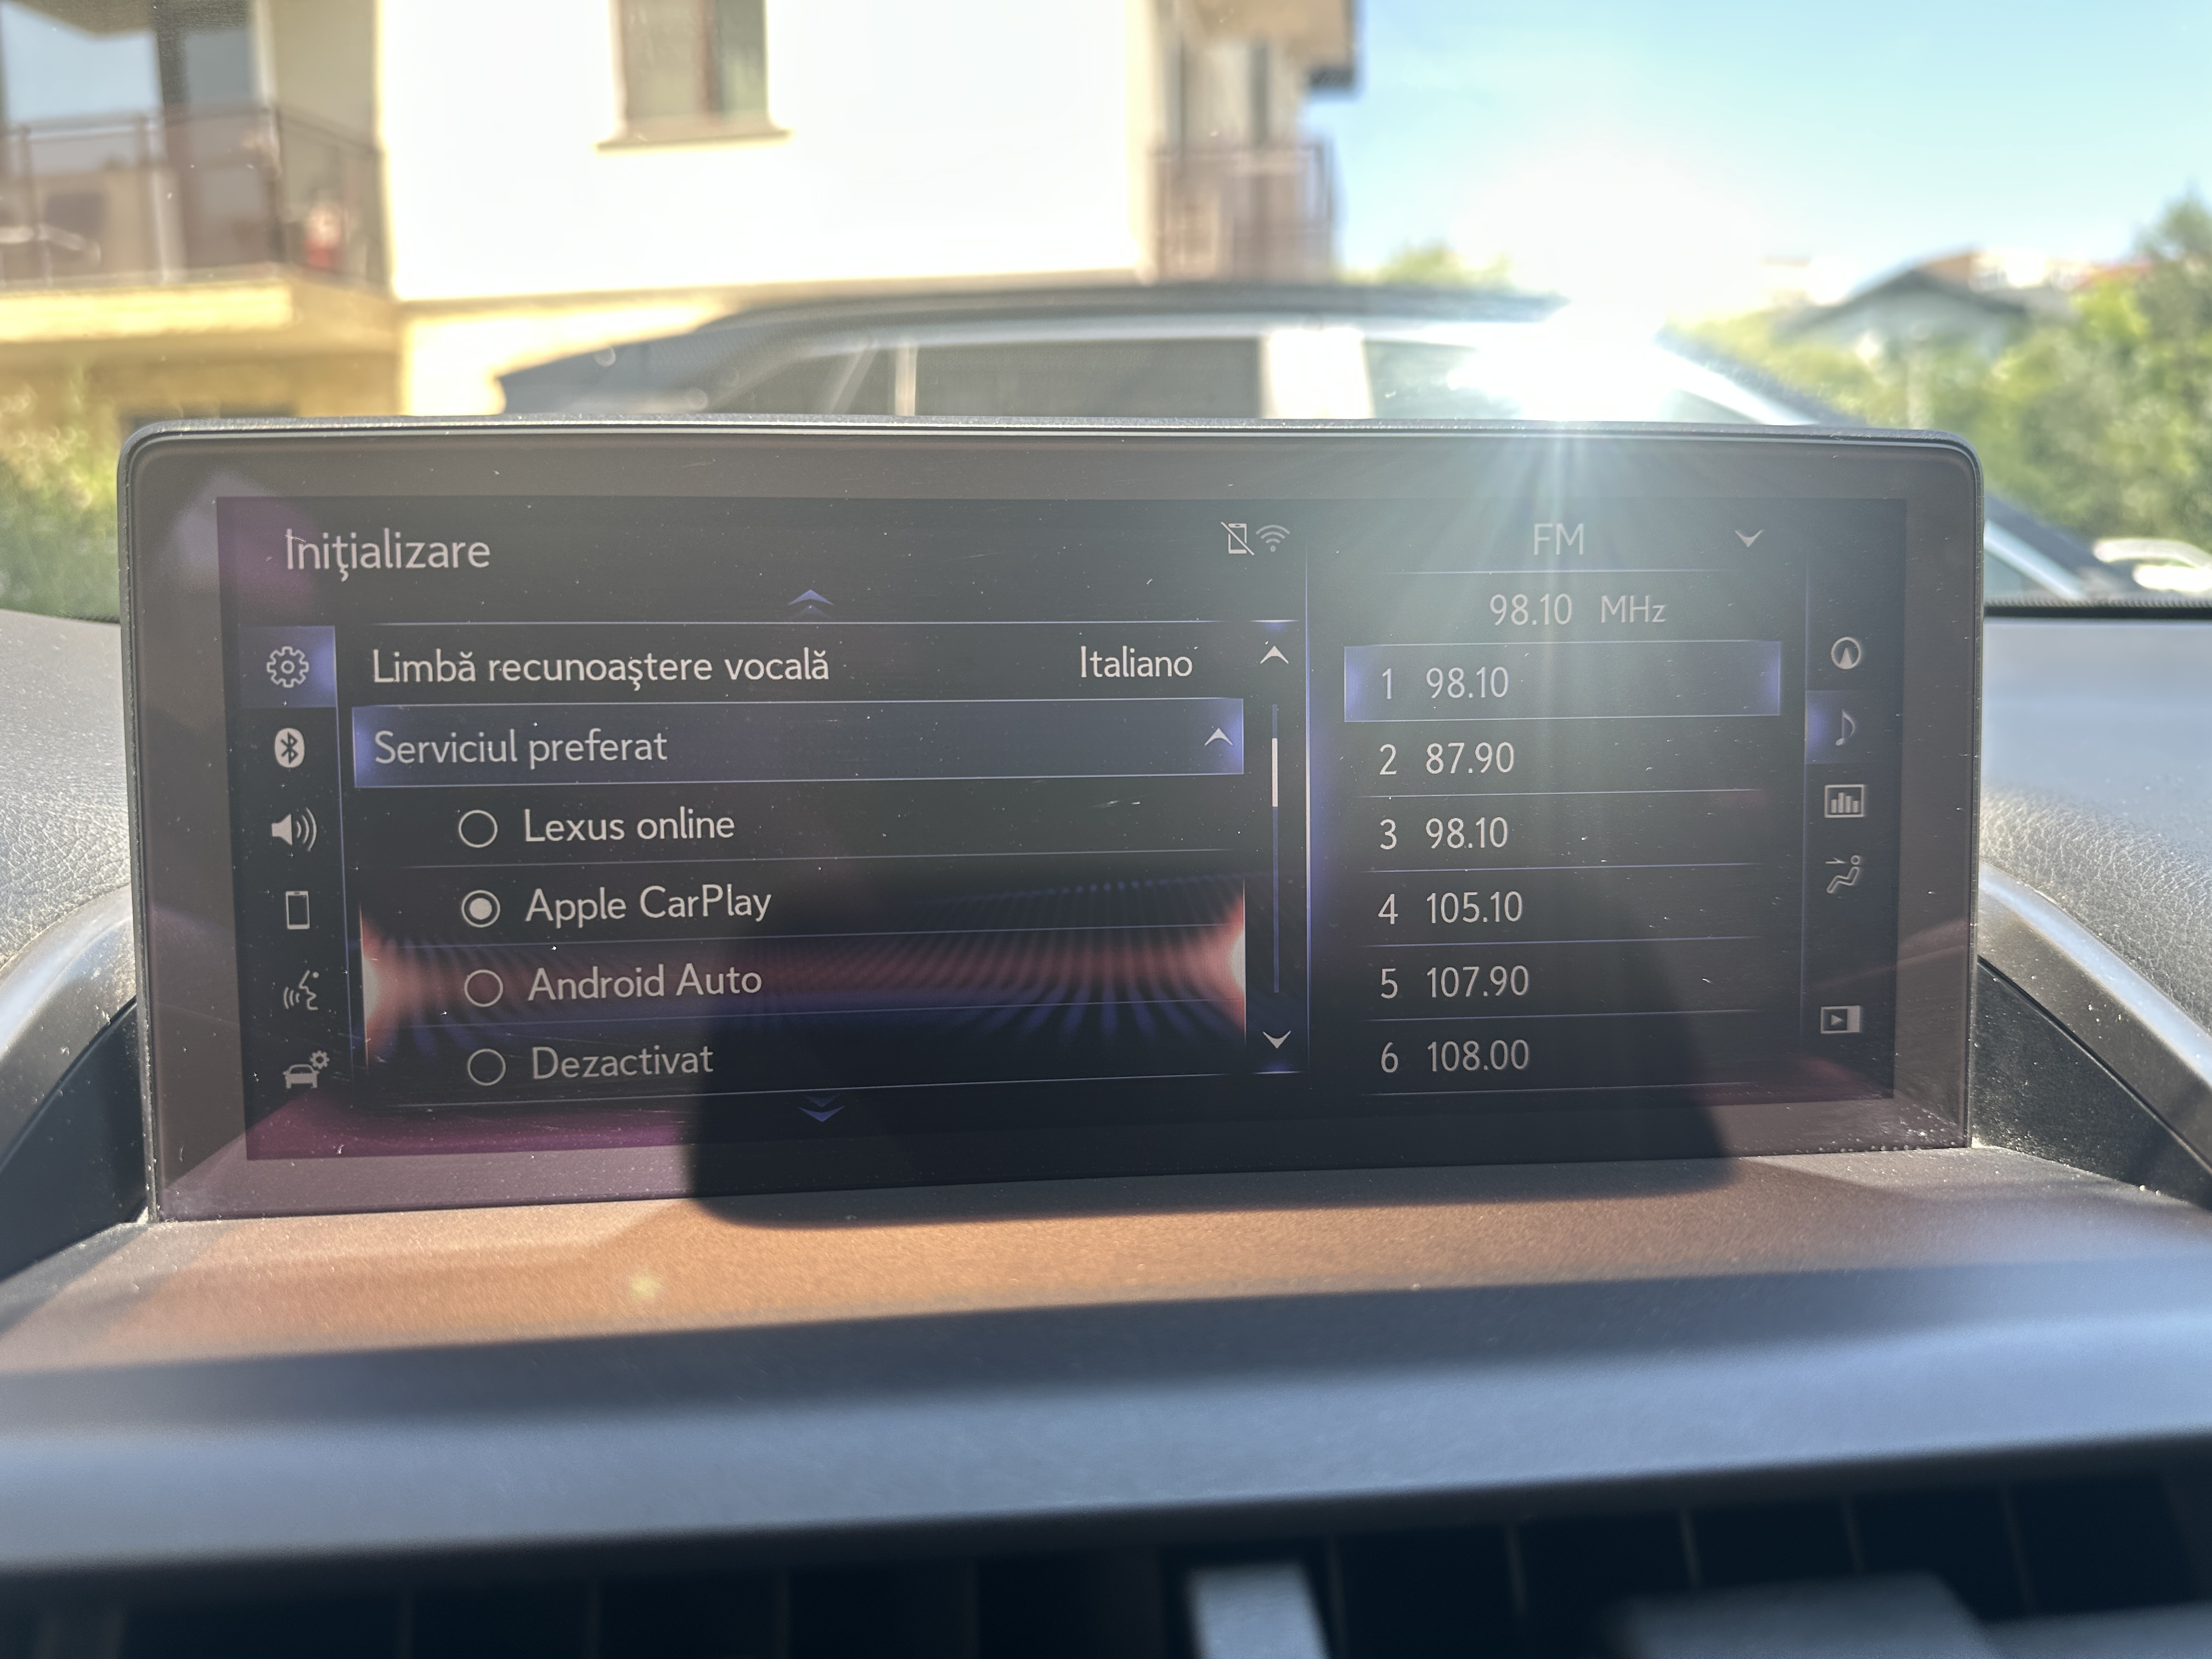 Iniţializare
Limbă recunoaştere vocală Italiano
Serviciul preferat
Lexus online
Apple CarPlay
Android Auto
Dezactivat
FM
98.10 MHz
1 98.10
2 87.90
3 98.10
4 105.10
5 107.90
6 108.00